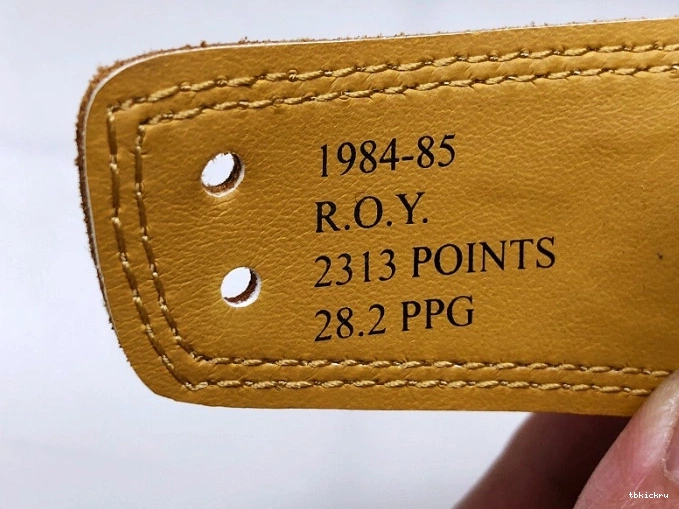 1984-85
R.O.Y.
2313 POINTS
28.2 PPG
tbkickru